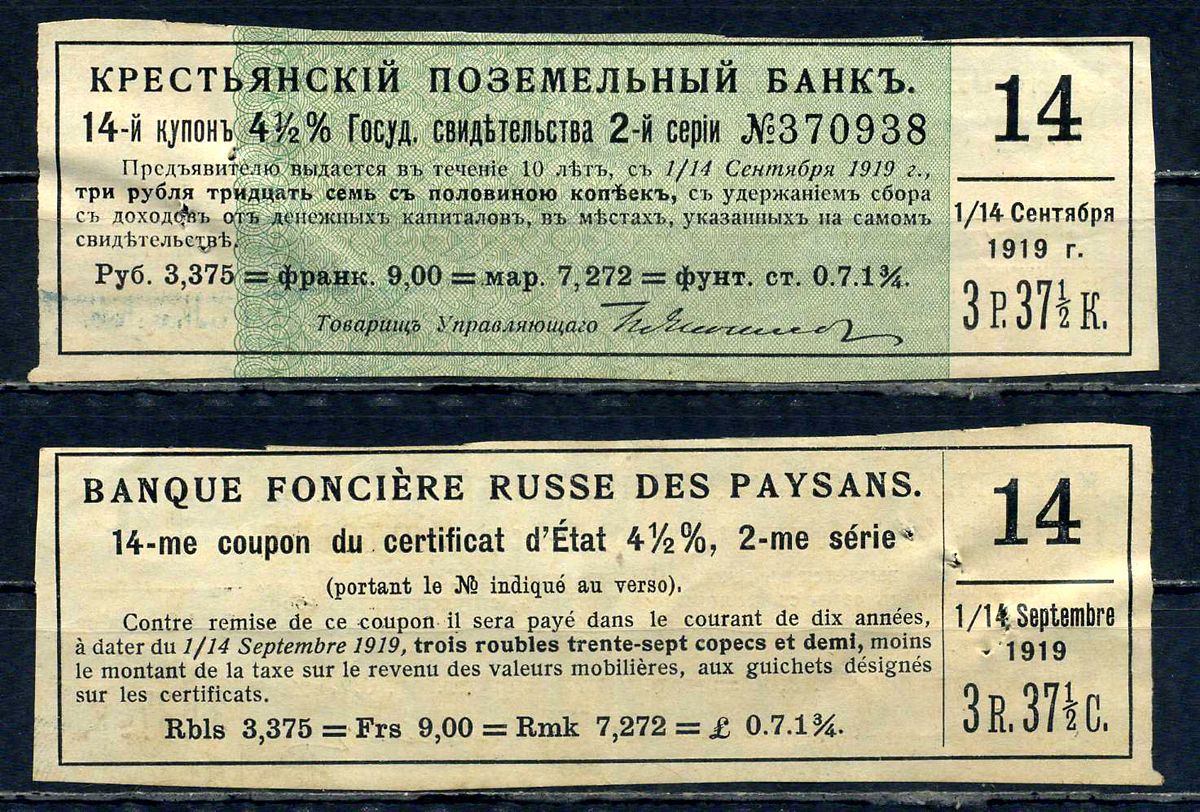 КРЕСТЬЯНСКІЙ ПОЗЕМЕЛЬНЫЙ БАНКЪ.
14-й купонъ 4½% Госуд. свидѣтельства 2-й серіи №370938
Предъявителю выдается въ теченіе 10 лѣтъ, съ 1/14 Сентября 1919 г.,
три рубля тридцать семь съ половиною копѣекъ, съ удержаніемъ сбора
съ доходовъ отъ денежныхъ капиталовъ, въ мѣстахъ, указанныхъ на самомъ
свидѣтельствѣ.
Руб. 3,375 = франк. 9,00 = мар. 7,272 = фунт. ст. 0.7.1¾.
Товарищъ Управляющаго
14
1/14 Сентября
1919 г.
3 Р. 37½ К.
BANQUE FONCIÈRE RUSSE DES PAYSANS.
14-me coupon du certificat d'État 4½%, 2-me série
(portant le № indiqué au verso).
Contre remise de ce coupon il sera payé dans le courant de dix années,
à dater du 1/14 Septembre 1919, trois roubles trente-sept copecs et demi, moins
le montant de la taxe sur le revenu des valeurs mobilières, aux guichets désignés
sur les certificats.
Rbls 3,375 = Frs 9,00 = Rmk 7,272 = £ 0.7.1¾.
14
1/14 Septembre
1919
3 R. 37½ C.